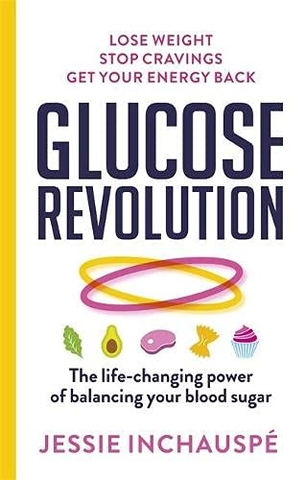 LOSE WEIGHT
STOP CRAVINGS
GET YOUR ENERGY BACK
GLUCOSE
REVOLUTION
The life-changing power
of balancing your blood sugar
JESSIE INCHAUSPÉ